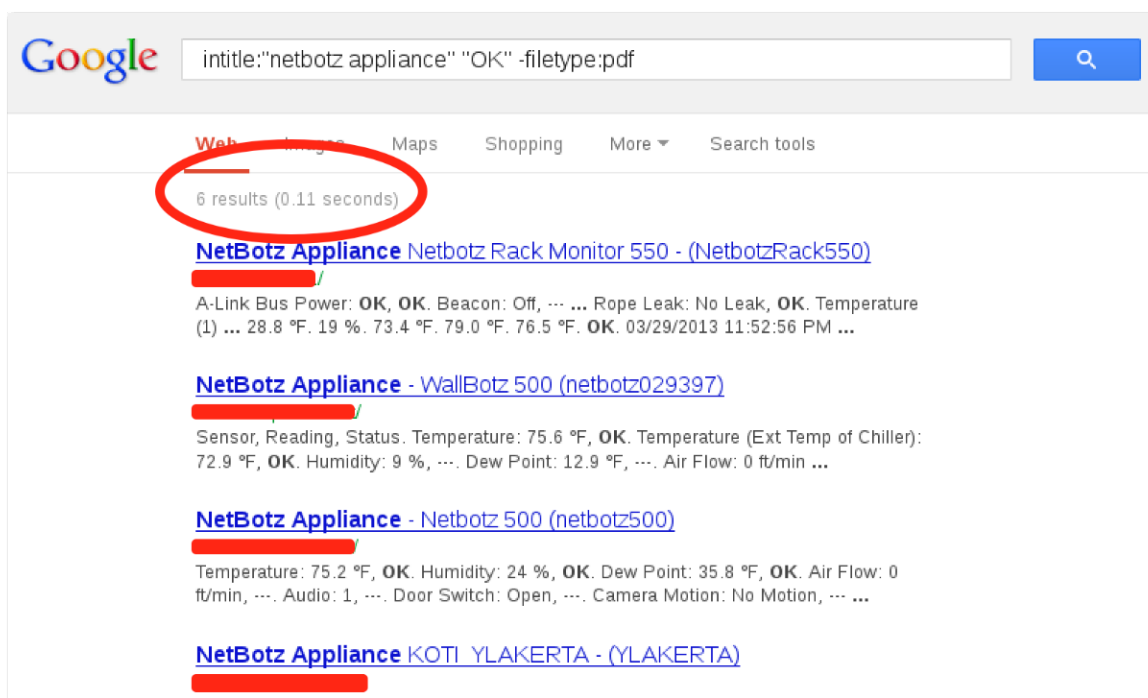 Google
intitle:"netbotz appliance" "OK" -filetype:pdf
Web Images Maps Shopping More Search tools
6 results (0.11 seconds)
NetBotz Appliance Netbotz Rack Monitor 550 - (NetbotzRack550)
/
A-Link Bus Power: OK, OK. Beacon: Off, --- ... Rope Leak: No Leak, OK. Temperature
(1) ... 28.8 °F. 19 %. 73.4 °F. 79.0 °F. 76.5 °F. OK. 03/29/2013 11:52:56 PM ...
NetBotz Appliance - WallBotz 500 (netbotz029397)
/
Sensor, Reading, Status. Temperature: 75.6 °F, OK. Temperature (Ext Temp of Chiller):
72.9 °F, OK. Humidity: 9 %, ---. Dew Point: 12.9 °F, ---. Air Flow: 0 ft/min ...
NetBotz Appliance - Netbotz 500 (netbotz500)
/
Temperature: 75.2 °F, OK. Humidity: 24 %, OK. Dew Point: 35.8 °F, OK. Air Flow: 0
ft/min, ---. Audio: 1, ---. Door Switch: Open, ---. Camera Motion: No Motion, --- ...
NetBotz Appliance KOTI YLAKERTA - (YLAKERTA)